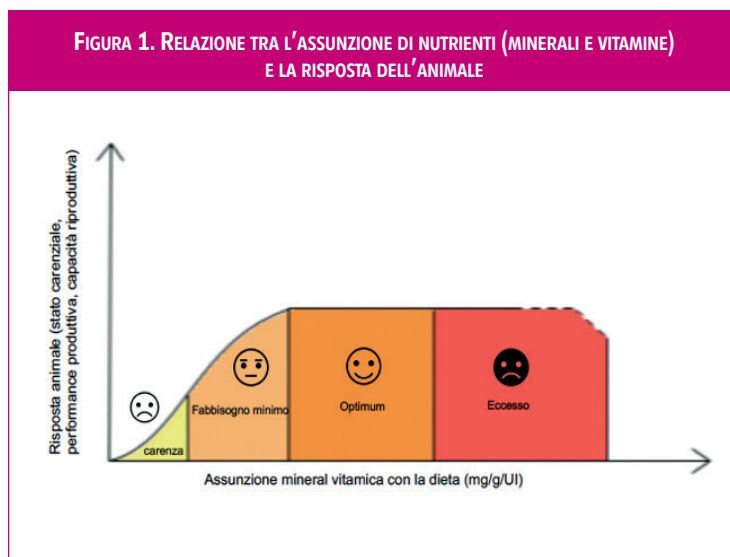 FIGURA 1. RELAZIONE TRA L'ASSUNZIONE DI NUTRIENTI (MINERALI E VITAMINE)
E LA RISPOSTA DELL'ANIMALE
Risposta animale (stato carenziale,
performance produttiva, capacità riproduttiva)
carenza
Fabbisogno minimo
Optimum
Eccesso
Assunzione mineral vitamica con la dieta (mg/g/UI)